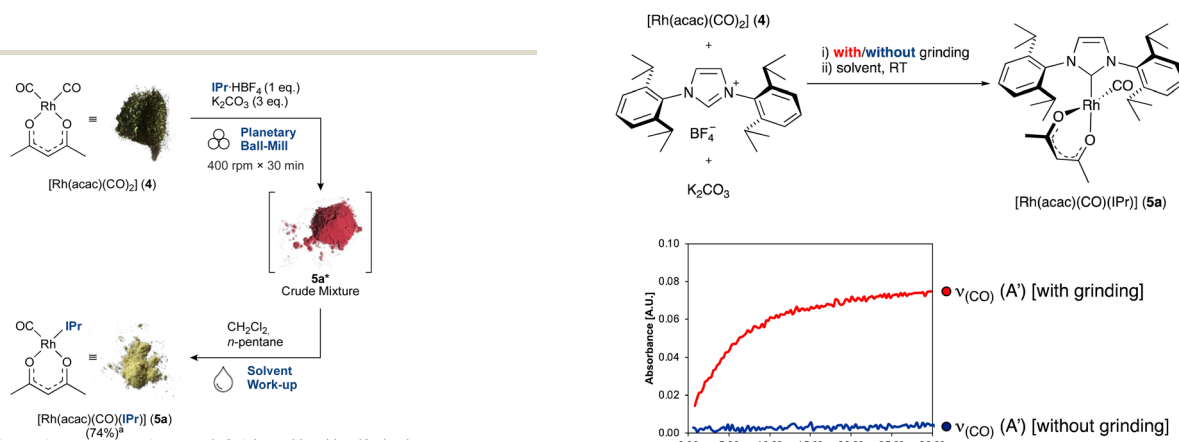 OC CO
Rh
O O
≡
[Rh(acac)(CO)₂] (4)
IPr·HBF₄ (1 eq.)
K₂CO₃ (3 eq.)
Planetary
Ball-Mill
400 rpm × 30 min
5a*
Crude Mixture
CH₂Cl₂,
n-pentane
Solvent
Work-up
OC IPr
Rh
O O
≡
[Rh(acac)(CO)(IPr)] (5a)
(74%)ᵃ
[Rh(acac)(CO)₂] (4)
+
N N⁺
BF₄⁻
+
K₂CO₃
i) with/without grinding
ii) solvent, RT
N N
Rh CO
O
O
[Rh(acac)(CO)(IPr)] (5a)
Absorbance [A.U.]
0.10
0.08
0.06
0.04
0.02
0.00
ν(CO) (A') [with grinding]
ν(CO) (A') [without grinding]